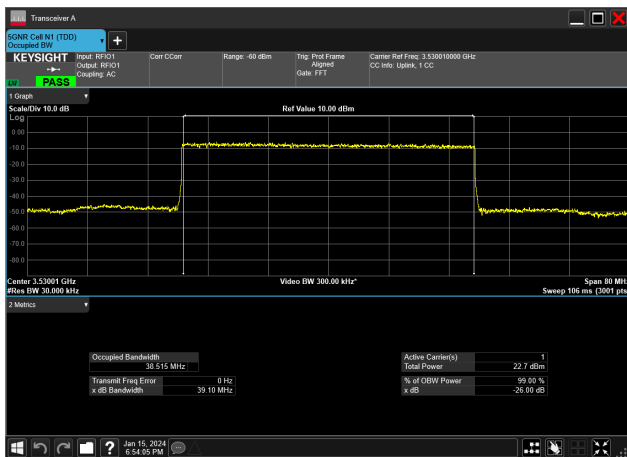 Transceiver A
5GNR Cell N1 (TDD)
Occupied BW
KEYSIGHT
LXI
PASS
Input: RFIO1
Output: RFIO1
Coupling: AC
Corr CCorr
Range: -60 dBm
Trig: Prot Frame
Aligned
Gate: FFT
Carrier Ref Freq: 3.530010000 GHz
CC Info: Uplink, 1 CC
1 Graph
Scale/Div 10.0 dB
Ref Value 10.00 dBm
Log
0.00
-10.0
-20.0
-30.0
-40.0
-50.0
-60.0
-70.0
-80.0
Center 3.53001 GHz
Video BW 300.00 kHz*
Span 80 MHz
#Res BW 30.000 kHz
Sweep 106 ms (3001 pts
2 Metrics
Occupied Bandwidth
38.515 MHz
Transmit Freq Error 0 Hz
x dB Bandwidth 39.10 MHz
Active Carrier(s) 1
Total Power 22.7 dBm
% of OBW Power 99.00 %
x dB -26.00 dB
Jan 15, 2024
6:54:05 PM